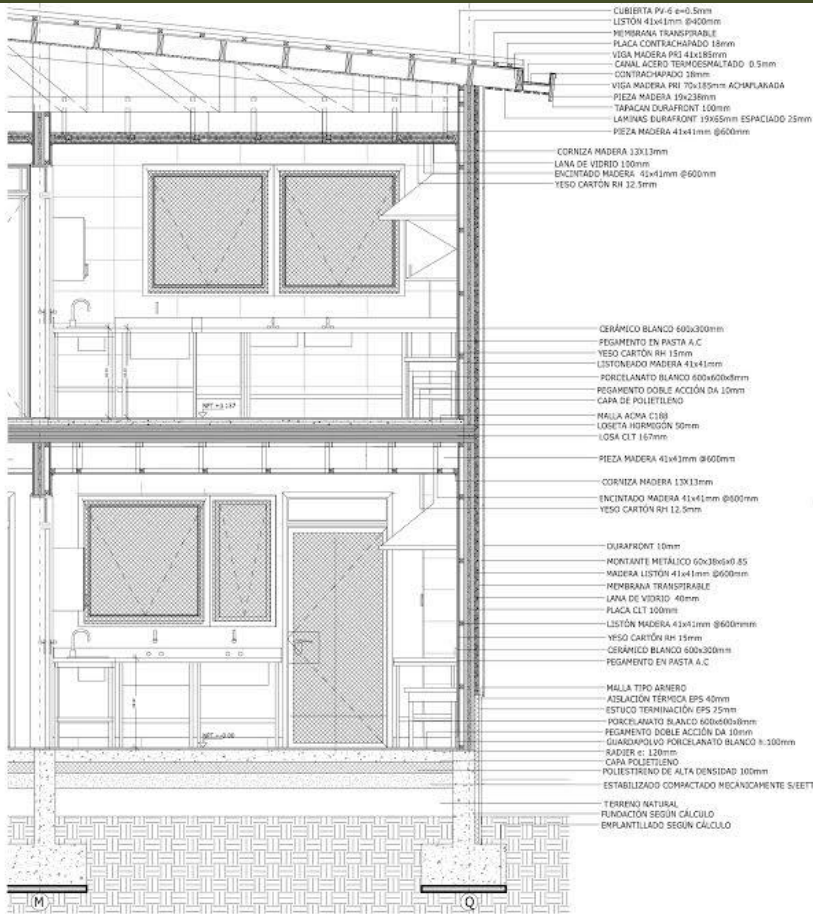 CUBIERTA PV-6 e=0.5mm
LISTÓN 41x41mm @400mm
MEMBRANA TRANSPIRABLE
PLACA CONTRACHAPADO 18mm
VIGA MADERA PRI 41x185mm
CANAL ACERO TERMOESMALTADO 0.5mm
CONTRACHAPADO 18mm
VIGA MADERA PRI 70x185mm ACHAFLANADA
PIEZA MADERA 19x238mm
TAPACAN DURAFRONT 100mm
LAMINAS DURAFRONT 19X65mm ESPACIADO 25mm
PIEZA MADERA 41x41mm @600mm
CORNIZA MADERA 13X13mm
LANA DE VIDRIO 100mm
ENCINTADO MADERA 41x41mm @600mm
YESO CARTÓN RH 12.5mm
CERÁMICO BLANCO 600x300mm
PEGAMENTO EN PASTA A.C
YESO CARTÓN RH 15mm
LISTONEADO MADERA 41x41mm
PORCELANATO BLANCO 600x600x8mm
PEGAMENTO DOBLE ACCIÓN DA 10mm
CAPA DE POLIETILENO
MALLA ACMA C188
LOSETA HORMIGÓN 50mm
LOSA CLT 167mm
PIEZA MADERA 41x41mm @600mm
CORNIZA MADERA 13X13mm
ENCINTADO MADERA 41x41mm @600mm
YESO CARTÓN RH 12.5mm
DURAFRONT 10mm
MONTANTE METÁLICO 60x38x6x0.85
MADERA LISTÓN 41x41mm @600mm
MEMBRANA TRANSPIRABLE
LANA DE VIDRIO 40mm
PLACA CLT 100mm
LISTÓN MADERA 41x41mm @600mmm
YESO CARTÓN RH 15mm
CERÁMICO BLANCO 600x300mm
PEGAMENTO EN PASTA A.C
MALLA TIPO ARNERO
AISLACIÓN TÉRMICA EPS 40mm
ESTUCO TERMINACIÓN EPS 25mm
PORCELANATO BLANCO 600x600x8mm
PEGAMENTO DOBLE ACCIÓN DA 10mm
GUARDAPOLVO PORCELANATO BLANCO h:100mm
RADIER e: 120mm
CAPA POLIETILENO
POLIESTIRENO DE ALTA DENSIDAD 100mm
ESTABILIZADO COMPACTADO MECÁNICAMENTE S/EETT
TERRENO NATURAL
FUNDACIÓN SEGÚN CÁLCULO
EMPLANTILLADO SEGÚN CÁLCULO
M
Q